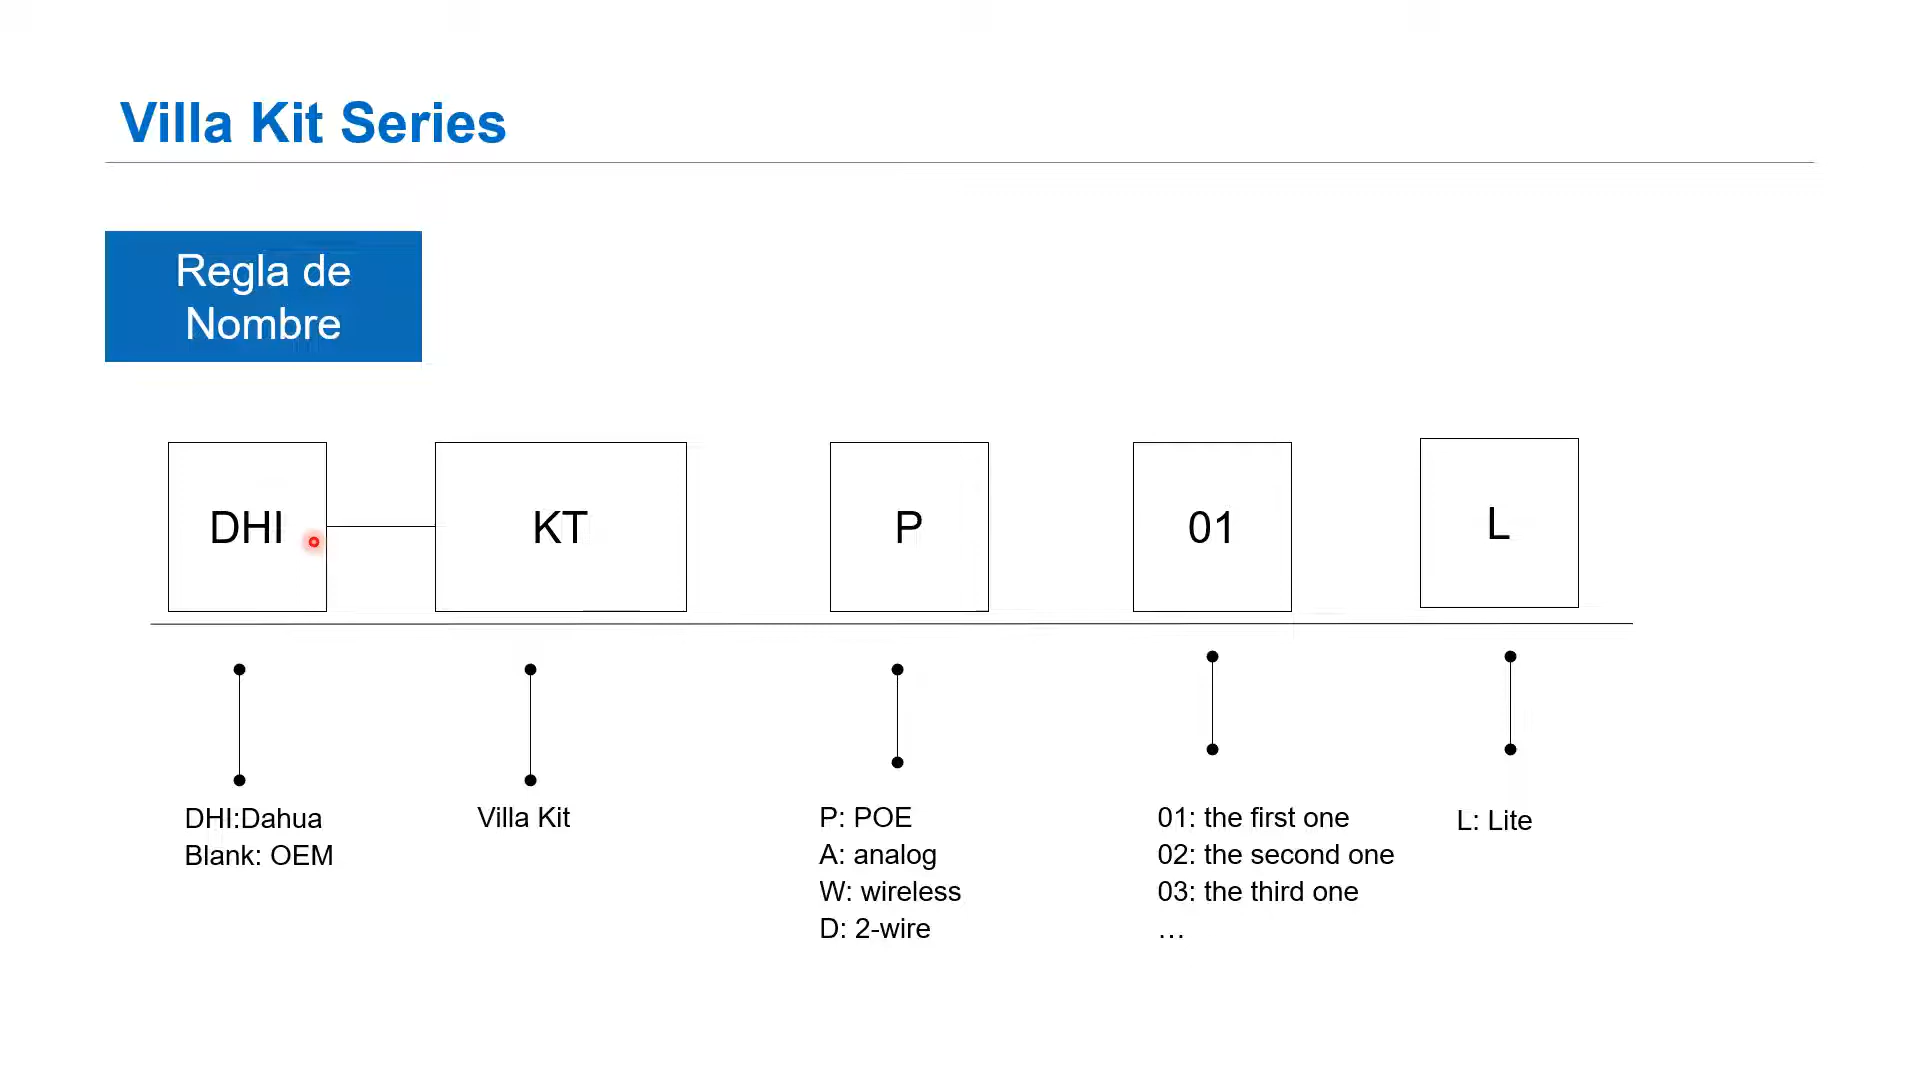 Villa Kit Series
Regla de
Nombre
DHI
KT
P
01
L
DHI:Dahua
Blank: OEM
Villa Kit
P: POE
A: analog
W: wireless
D: 2-wire
01: the first one
02: the second one
03: the third one
…
L: Lite